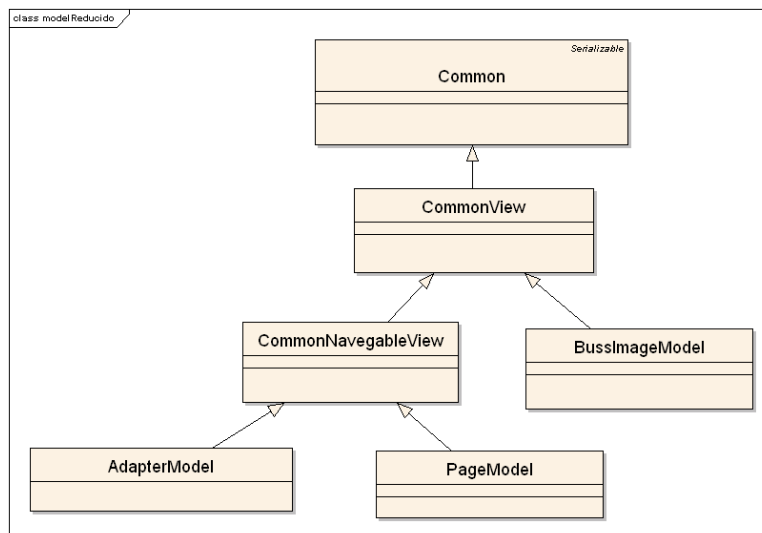 class modelReducido
Serializable
Common
CommonView
CommonNavegableView
BussImageModel
AdapterModel
PageModel